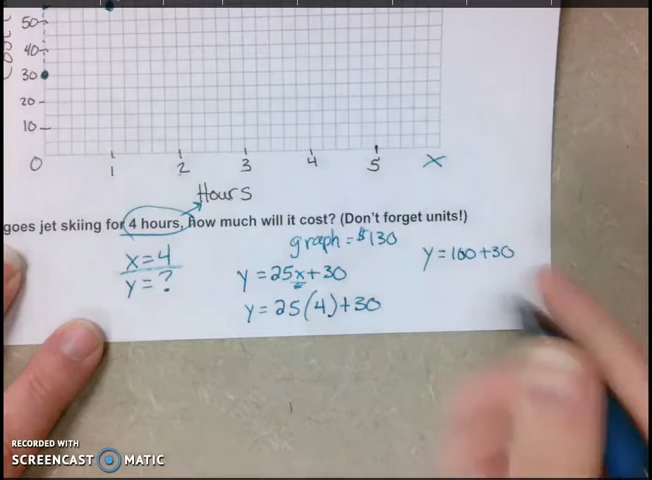 50
40
30
20
10
0 1 2 3 4 5 x
Hours
goes jet skiing for 4 hours, how much will it cost? (Don't forget units!)
graph = $130
x=4
y=?
y=25x+30
y=25(4)+30
y=100+30
RECORDED WITH
SCREENCAST MATIC